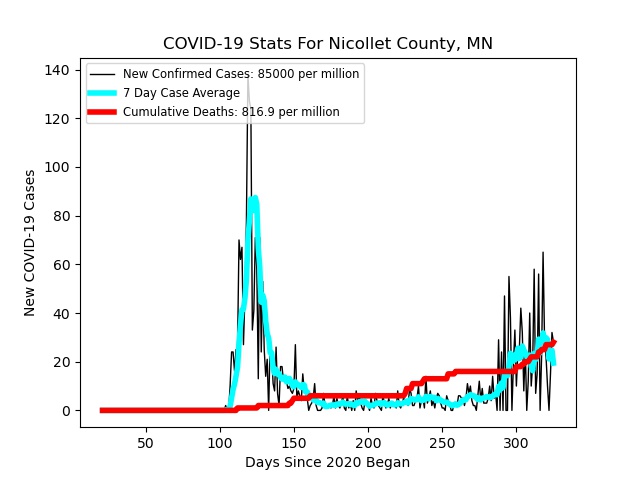 COVID-19 Stats For Nicollet County, MN
New Confirmed Cases: 85000 per million
7 Day Case Average
Cumulative Deaths: 816.9 per million
New COVID-19 Cases
140
120
100
80
60
40
20
0
50 100 150 200 250 300
Days Since 2020 Began